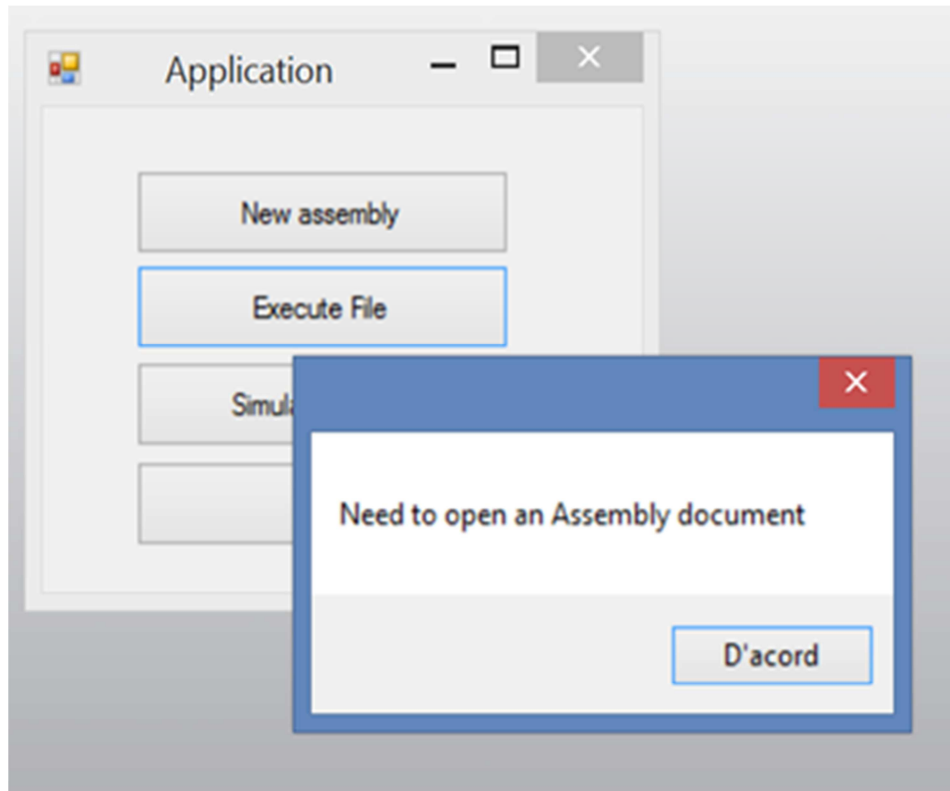 Application
New assembly
Execute File
Need to open an Assembly document
D'acord